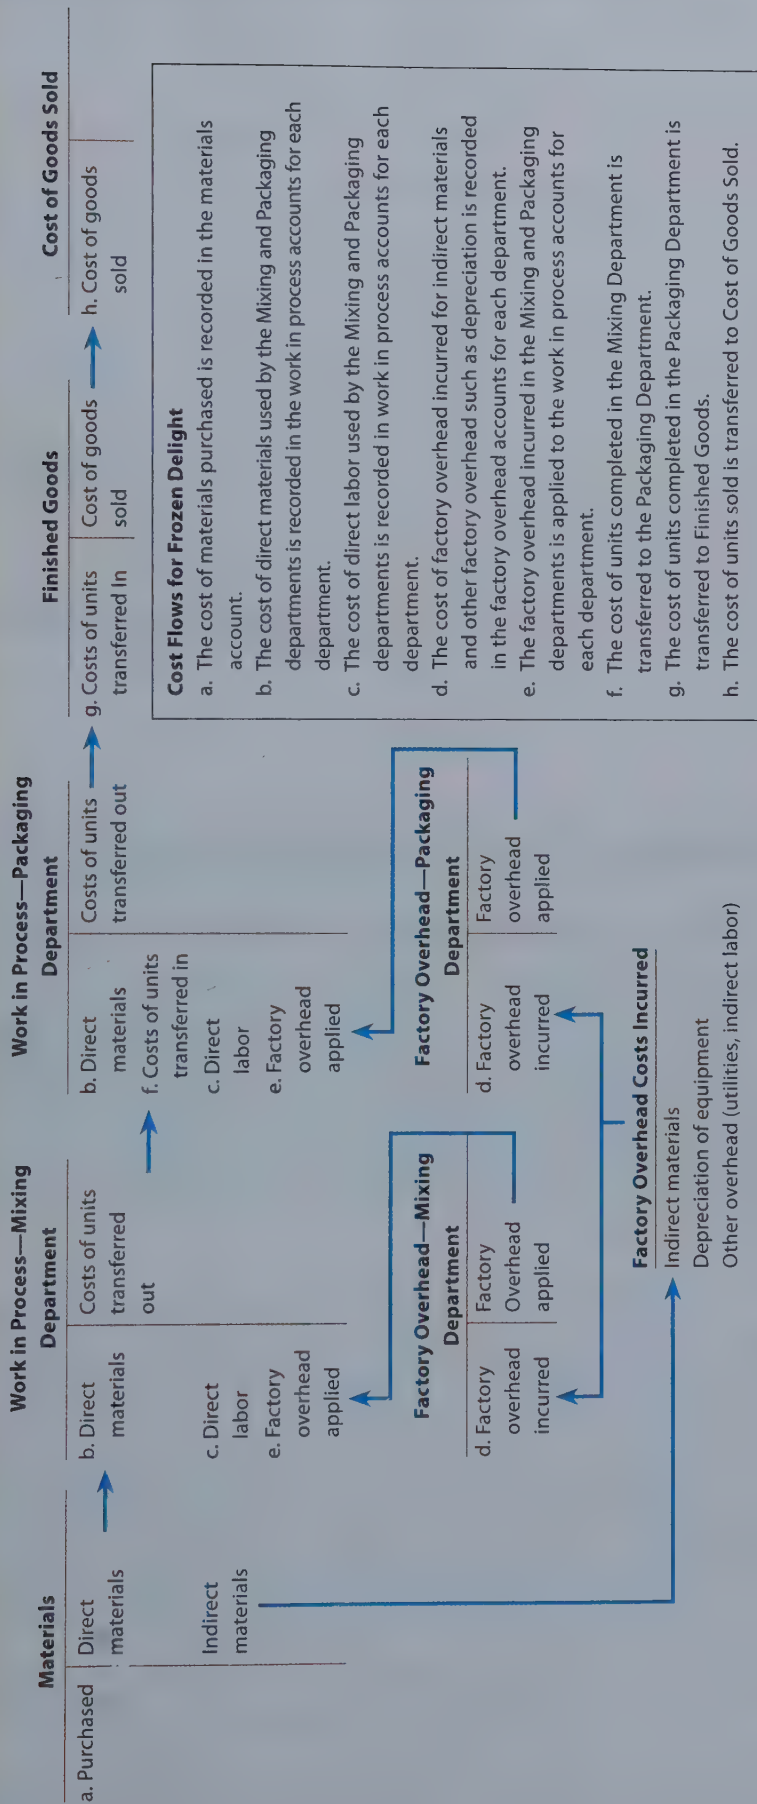 Materials
a. Purchased
Direct
materials
Indirect
materials
Work in Process—Mixing
Department
b. Direct
materials
c. Direct
labor
e. Factory
overhead
applied
Costs of units
transferred
out
Work in Process—Packaging
Department
b. Direct
materials
f. Costs of units
transferred in
c. Direct
labor
e. Factory
overhead
applied
Costs of units
transferred out
Finished Goods
g. Costs of units
transferred In
Cost of goods
sold
Cost of Goods Sold
h. Cost of goods
sold
Factory Overhead—Mixing
Department
d. Factory
overhead
incurred
Factory
Overhead
applied
Factory Overhead—Packaging
Department
d. Factory
overhead
incurred
Factory
overhead
applied
Factory Overhead Costs Incurred
Indirect materials
Depreciation of equipment
Other overhead (utilities, indirect labor)
Cost Flows for Frozen Delight
a. The cost of materials purchased is recorded in the materials
account.
b. The cost of direct materials used by the Mixing and Packaging
departments is recorded in the work in process accounts for each
department.
c. The cost of direct labor used by the Mixing and Packaging
departments is recorded in work in process accounts for each
department.
d. The cost of factory overhead incurred for indirect materials
and other factory overhead such as depreciation is recorded
in the factory overhead accounts for each department.
e. The factory overhead incurred in the Mixing and Packaging
departments is applied to the work in process accounts for
each department.
f. The cost of units completed in the Mixing Department is
transferred to the Packaging Department.
g. The cost of units completed in the Packaging Department is
transferred to Finished Goods.
h. The cost of units sold is transferred to Cost of Goods Sold.